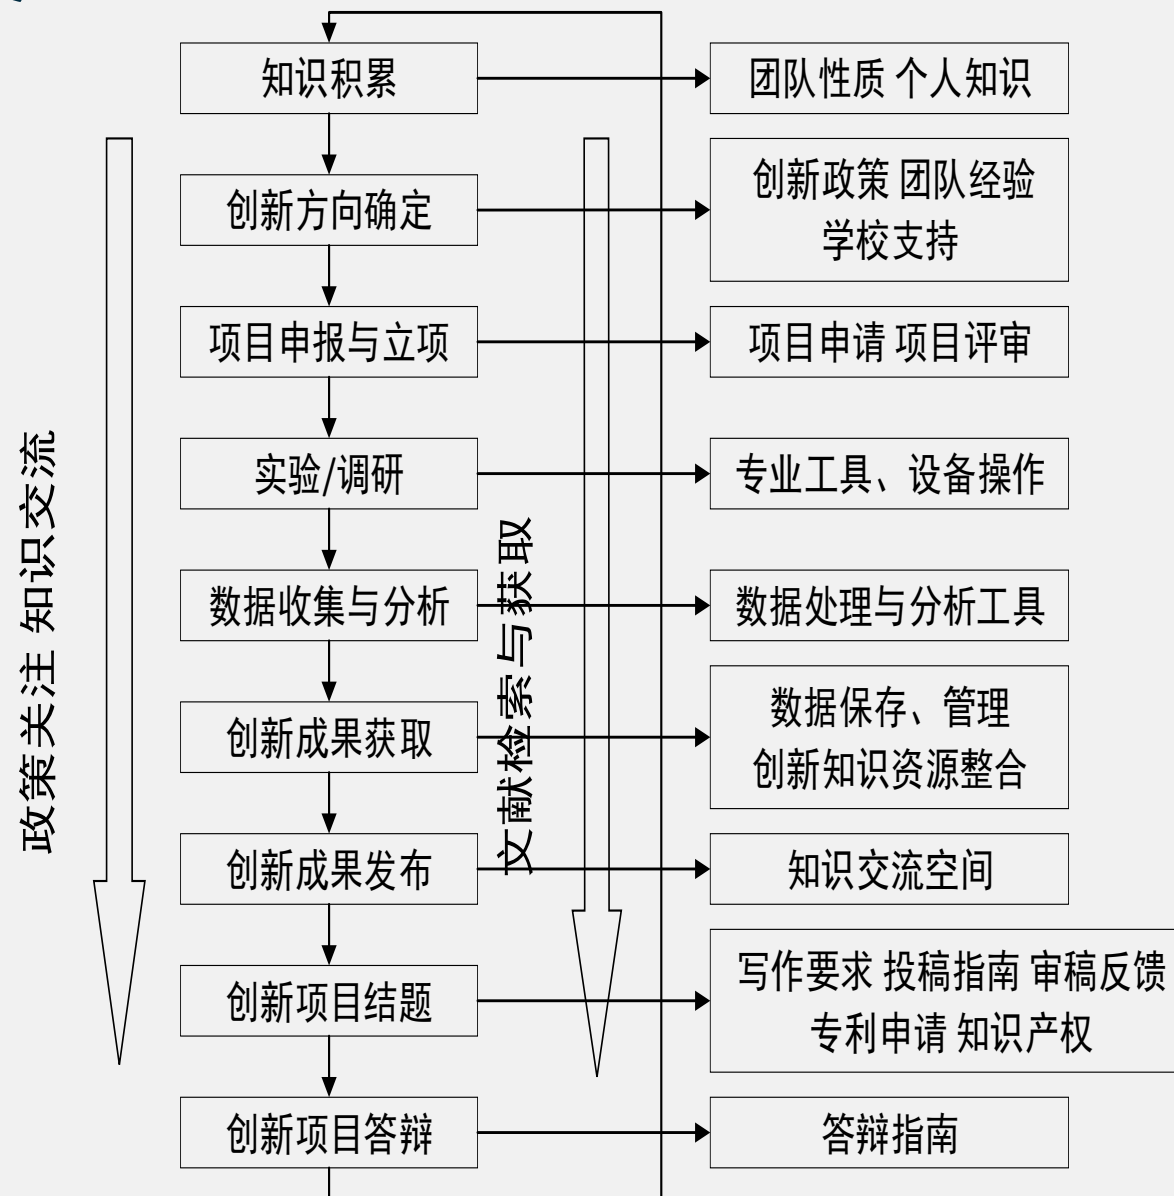 知识积累
团队性质 个人知识
创新方向确定
创新政策 团队经验
学校支持
项目申报与立项
项目申请 项目评审
实验/调研
专业工具、设备操作
数据收集与分析
数据处理与分析工具
创新成果获取
数据保存、管理
创新知识资源整合
创新成果发布
知识交流空间
创新项目结题
写作要求 投稿指南 审稿反馈
专利申请 知识产权
创新项目答辩
答辩指南
政策关注 知识交流
文献检索与获取